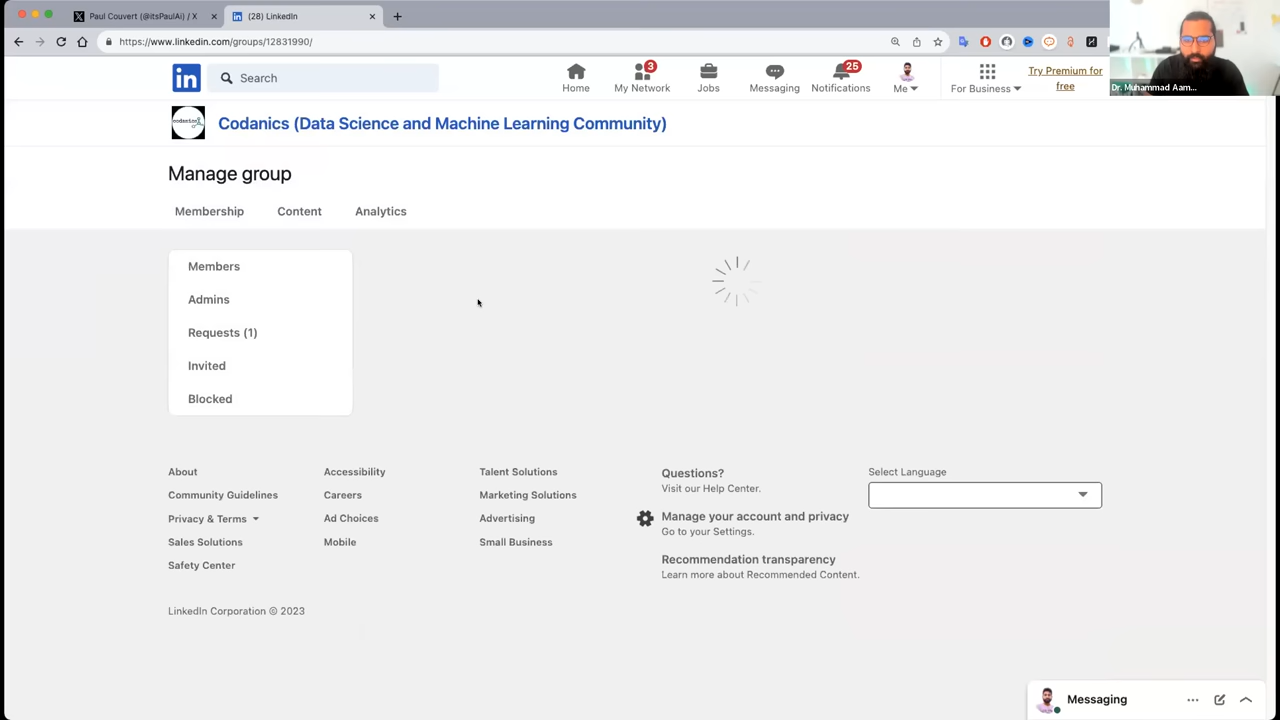 Paul Couvert (@itsPaulAi) / X
(28) LinkedIn
https://www.linkedin.com/groups/12831990/
Dr. Muhammad Aam...
in
Search
Home
3
My Network
Jobs
Messaging
25
Notifications
Me
For Business
Try Premium for
free
codanics
Codanics (Data Science and Machine Learning Community)
Manage group
Membership
Content
Analytics
Members
Admins
Requests (1)
Invited
Blocked
About
Accessibility
Talent Solutions
Questions?
Visit our Help Center.
Select Language
Community Guidelines
Careers
Marketing Solutions
Privacy & Terms
Ad Choices
Advertising
Manage your account and privacy
Go to your Settings.
Sales Solutions
Mobile
Small Business
Safety Center
Recommendation transparency
Learn more about Recommended Content.
LinkedIn Corporation © 2023
Messaging